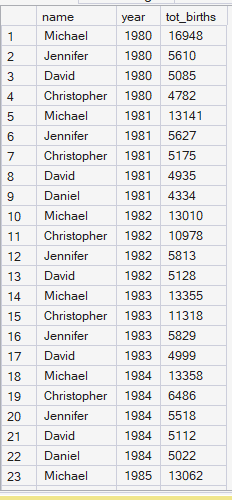 name year tot_births
1 Michael 1980 16948
2 Jennifer 1980 5610
3 David 1980 5085
4 Christopher 1980 4782
5 Michael 1981 13141
6 Jennifer 1981 5627
7 Christopher 1981 5175
8 David 1981 4935
9 Daniel 1981 4334
10 Michael 1982 13010
11 Christopher 1982 10978
12 Jennifer 1982 5813
13 David 1982 5128
14 Michael 1983 13355
15 Christopher 1983 11318
16 Jennifer 1983 5829
17 David 1983 4999
18 Michael 1984 13358
19 Christopher 1984 6486
20 Jennifer 1984 5518
21 David 1984 5112
22 Daniel 1984 5022
23 Michael 1985 13062